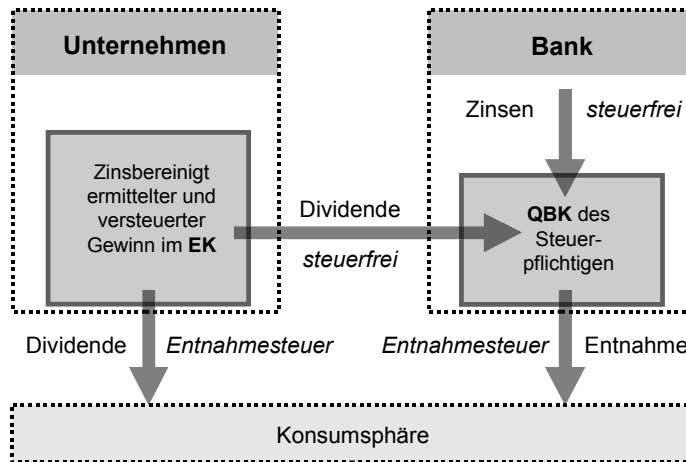 Unternehmen
Bank
Zinsen steuerfrei
Zinsbereinigt
ermittelter und
versteuerter
Gewinn im EK
Dividende
steuerfrei
QBK des
Steuer-
pflichtigen
Dividende Entnahmesteuer
Entnahmesteuer Entnahme
Konsumsphäre